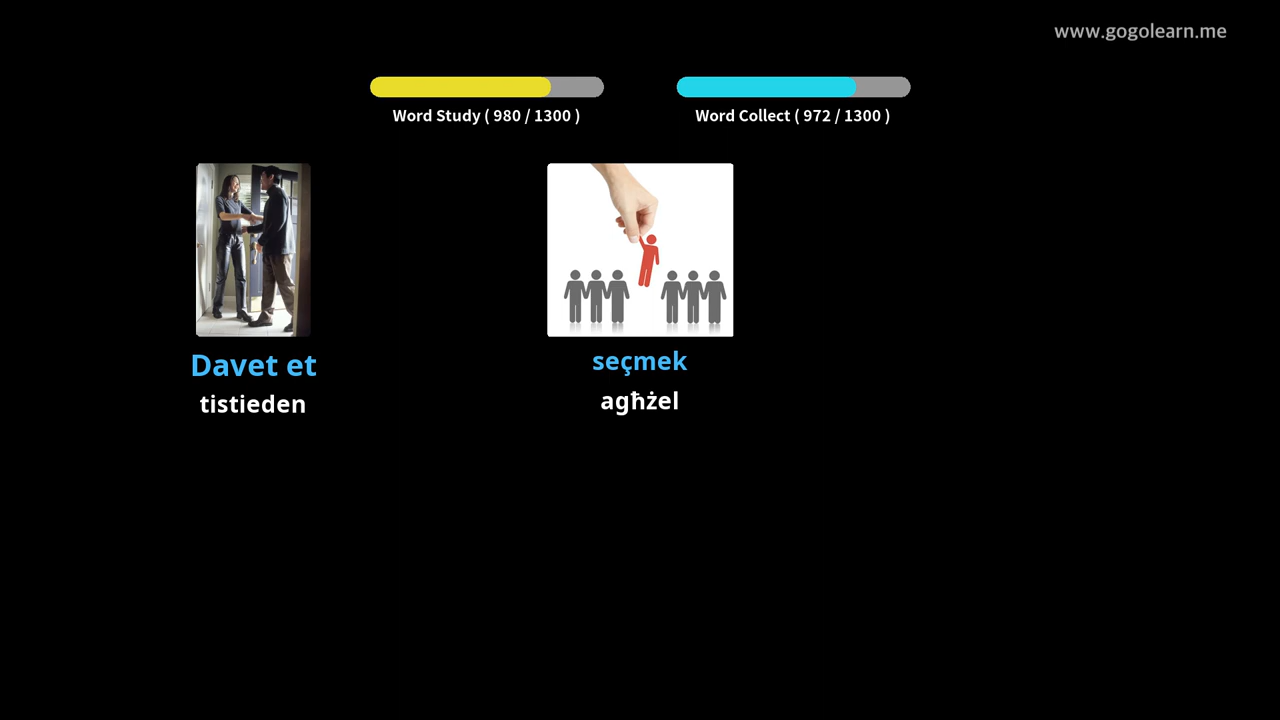 www.gogolearn.me
Word Study ( 980 / 1300 )
Word Collect ( 972 / 1300 )
Davet et
tistieden
seçmek
agħżel